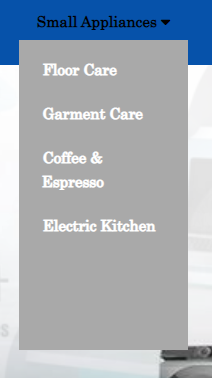 Small Appliances
Floor Care
Garment Care
Coffee &
Espresso
Electric Kitchen